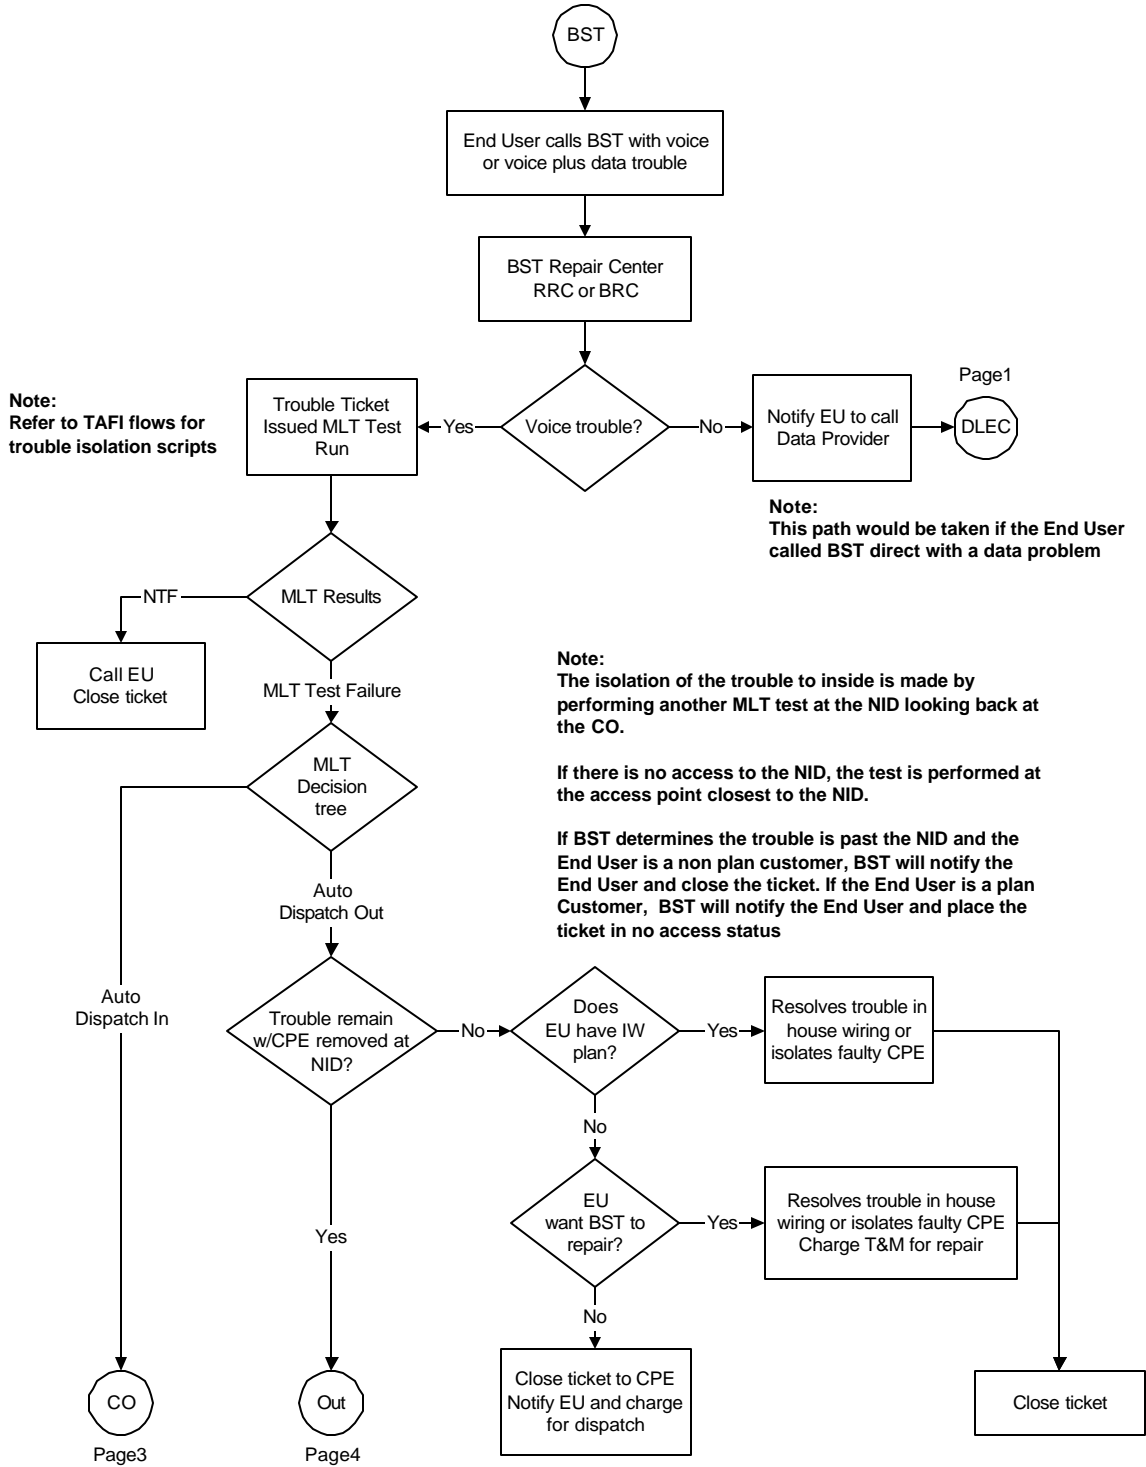 BST
End User calls BST with voice
or voice plus data trouble
BST Repair Center
RRC or BRC
Note:
Refer to TAFI flows for
trouble isolation scripts
Trouble Ticket
Issued MLT Test
Run
Yes
Voice trouble?
No
Notify EU to call
Data Provider
Page1
DLEC
Note:
This path would be taken if the End User
called BST direct with a data problem
NTF
MLT Results
Call EU
Close ticket
MLT Test Failure
MLT
Decision
tree
Note:
The isolation of the trouble to inside is made by
performing another MLT test at the NID looking back at
the CO.
If there is no access to the NID, the test is performed at
the access point closest to the NID.
If BST determines the trouble is past the NID and the
End User is a non plan customer, BST will notify the
End User and close the ticket. If the End User is a plan
Customer,  BST will notify the End User and place the
ticket in no access status
Auto
Dispatch Out
Auto
Dispatch In
Trouble remain
w/CPE removed at
NID?
No
Does
EU have IW
plan?
Yes
Resolves trouble in
house wiring or
isolates faulty CPE
No
Yes
EU
want BST to
repair?
Yes
Resolves trouble in house
wiring or isolates faulty CPE
Charge T&M for repair
No
CO
Page3
Out
Page4
Close ticket to CPE
Notify EU and charge
for dispatch
Close ticket